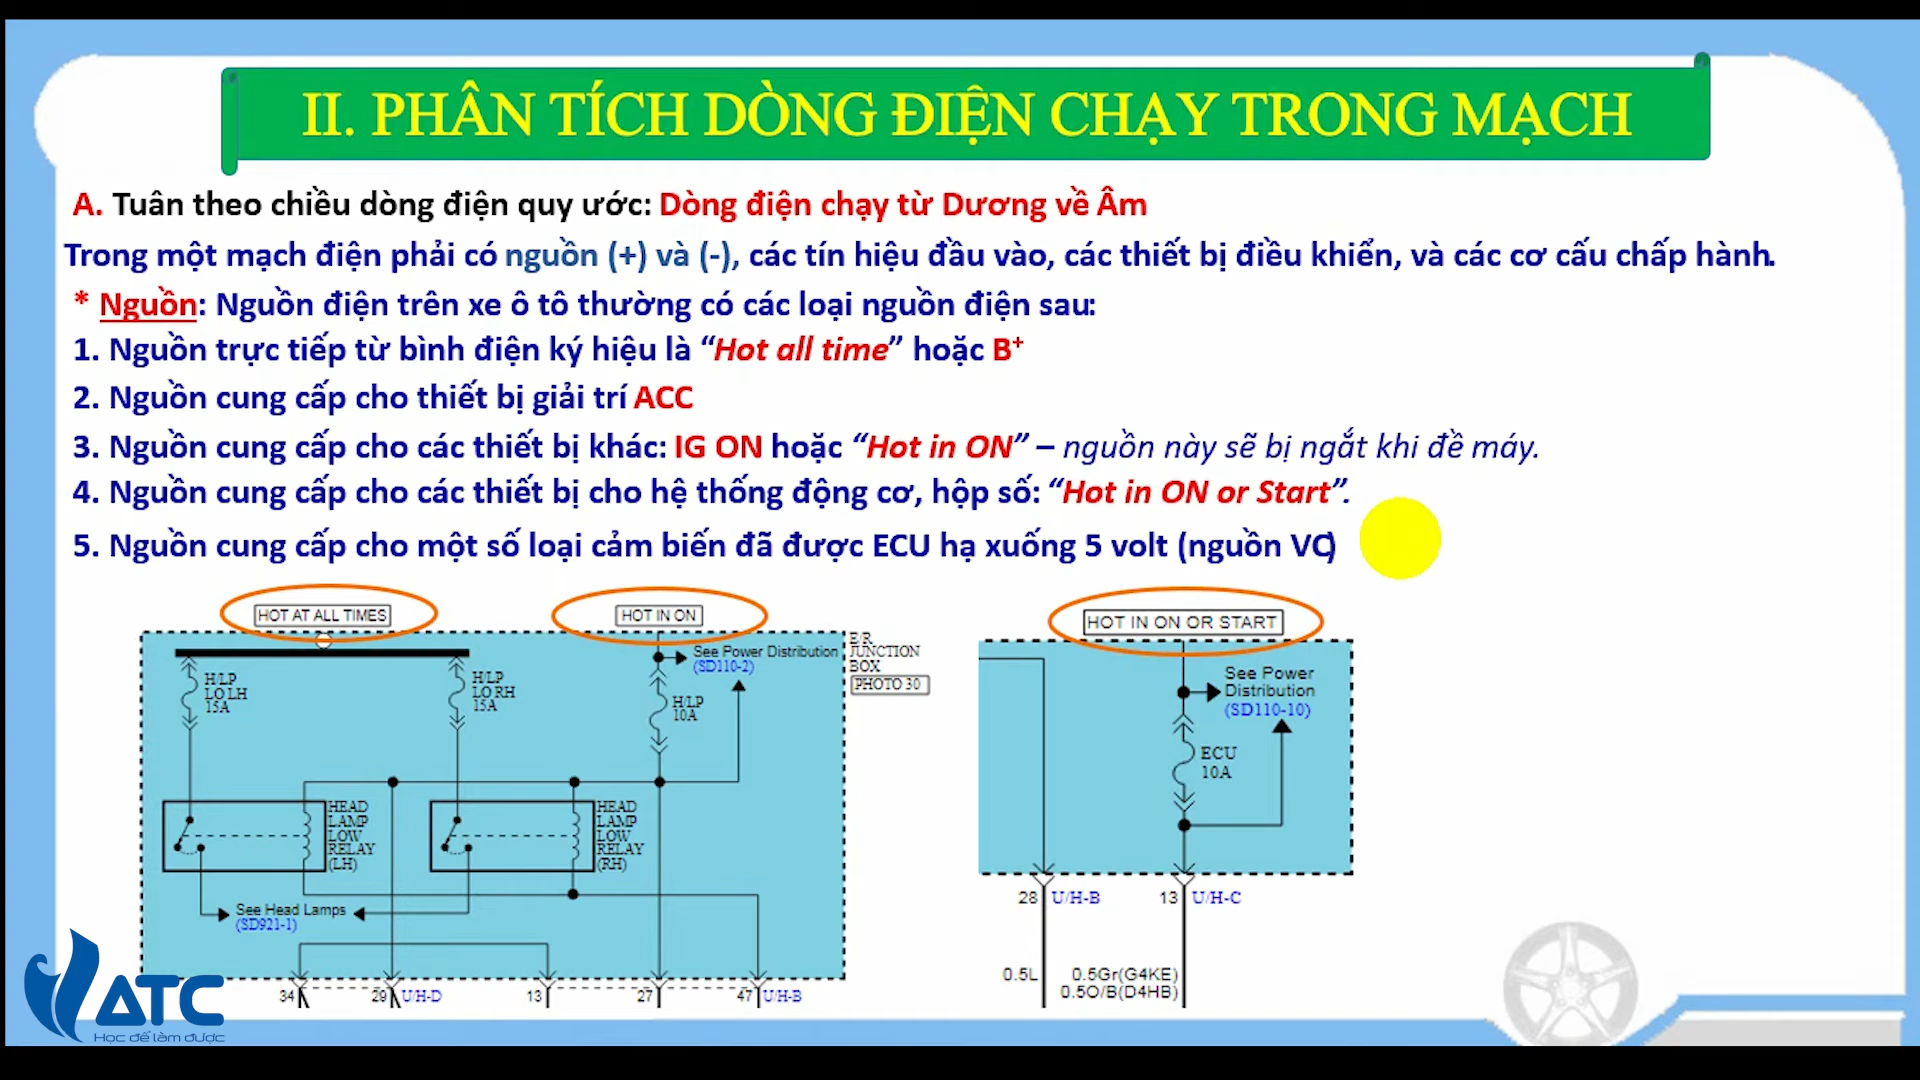 II. PHÂN TÍCH DÒNG ĐIỆN CHẠY TRONG MẠCH
A. Tuân theo chiều dòng điện quy ước: Dòng điện chạy từ Dương về Âm
Trong một mạch điện phải có nguồn (+) và (-), các tín hiệu đầu vào, các thiết bị điều khiển, và các cơ cấu chấp hành.
* Nguồn: Nguồn điện trên xe ô tô thường có các loại nguồn điện sau:
1. Nguồn trực tiếp từ bình điện ký hiệu là “Hot all time” hoặc B+
2. Nguồn cung cấp cho thiết bị giải trí ACC
3. Nguồn cung cấp cho các thiết bị khác: IG ON hoặc “Hot in ON” – nguồn này sẽ bị ngắt khi đề máy.
4. Nguồn cung cấp cho các thiết bị cho hệ thống động cơ, hộp số: “Hot in ON or Start”.
5. Nguồn cung cấp cho một số loại cảm biến đã được ECU hạ xuống 5 volt (nguồn VC)
HOT AT ALL TIMES
HOT IN ON
E/R
JUNCTION
BOX
PHOTO 30
See Power Distribution
(SD110-2)
H/LP
LO LH
15A
H/LP
LO RH
15A
H/LP
10A
HEAD
LAMP
LOW
RELAY
(LH)
HEAD
LAMP
LOW
RELAY
(RH)
See Head Lamps
(SD921-1)
34
29
U/H-D
13
27
47
U/H-B
HOT IN ON OR START
See Power
Distribution
(SD110-10)
ECU
10A
28
U/H-B
13
U/H-C
0.5L
0.5Gr(G4KE)
0.5O/B(D4HB)
ATC
Học để làm được